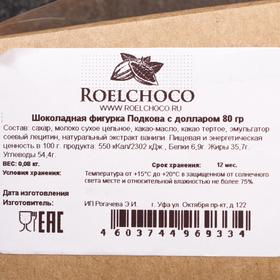 ROELCHOCO
WWW.ROELCHOCO.RU
Шоколадная фигурка Подкова с долларом 80 гр
Состав: сахар, молоко сухое цельное, какао-масло, какао тертое, эмульгатор
соевый лецитин, натуральный экстракт ванили. Пищевая и энергетическая
ценность в 100 г. продукта: 550 кКал/2302 кДж., Белки 6,9г. Жиры 35,7г.
Углеводы 54,4г.
ВЕС: 0,08 кг. Срок хранения: 12 мес.
Условия хранения: Температура от +15°С до +20°С в защищенном от солнечного
света месте и относительной влажностью не более 75%
Дата изготовления
Изготовитель: ИП Рогачева Э.И. г. Уфа ул. Октября пр-кт, д.122
EAC
4603744969334